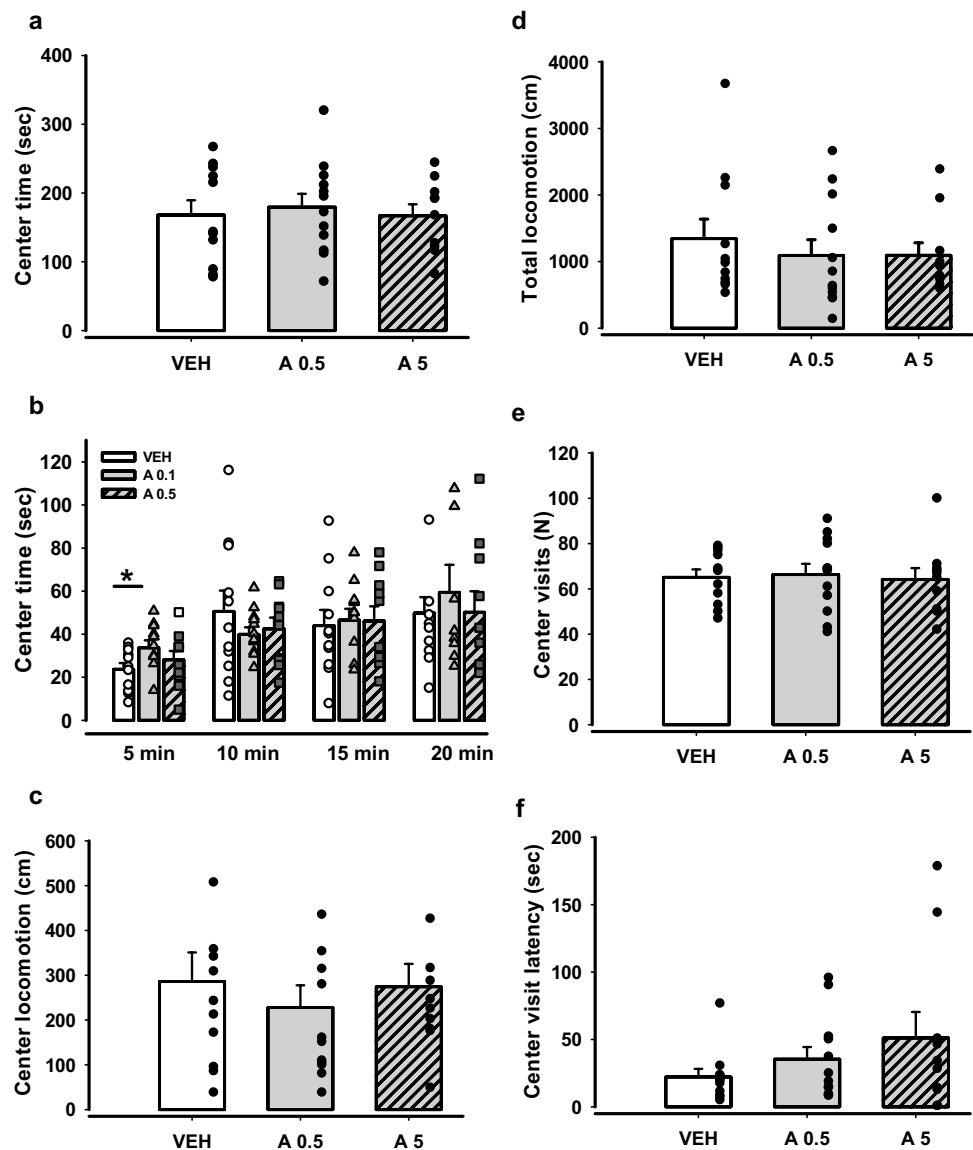 a
Center time (sec)
400
300
200
100
0
VEH A 0.5 A 5
d
Total locomotion (cm)
4000
3000
2000
1000
0
VEH A 0.5 A 5
b
Center time (sec)
120
100
80
60
40
20
0
VEH
A 0.1
A 0.5
*
5 min 10 min 15 min 20 min
e
Center visits (N)
120
100
80
60
40
20
0
VEH A 0.5 A 5
c
Center locomotion (cm)
600
500
400
300
200
100
0
VEH A 0.5 A 5
f
Center visit latency (sec)
200
150
100
50
0
VEH A 0.5 A 5